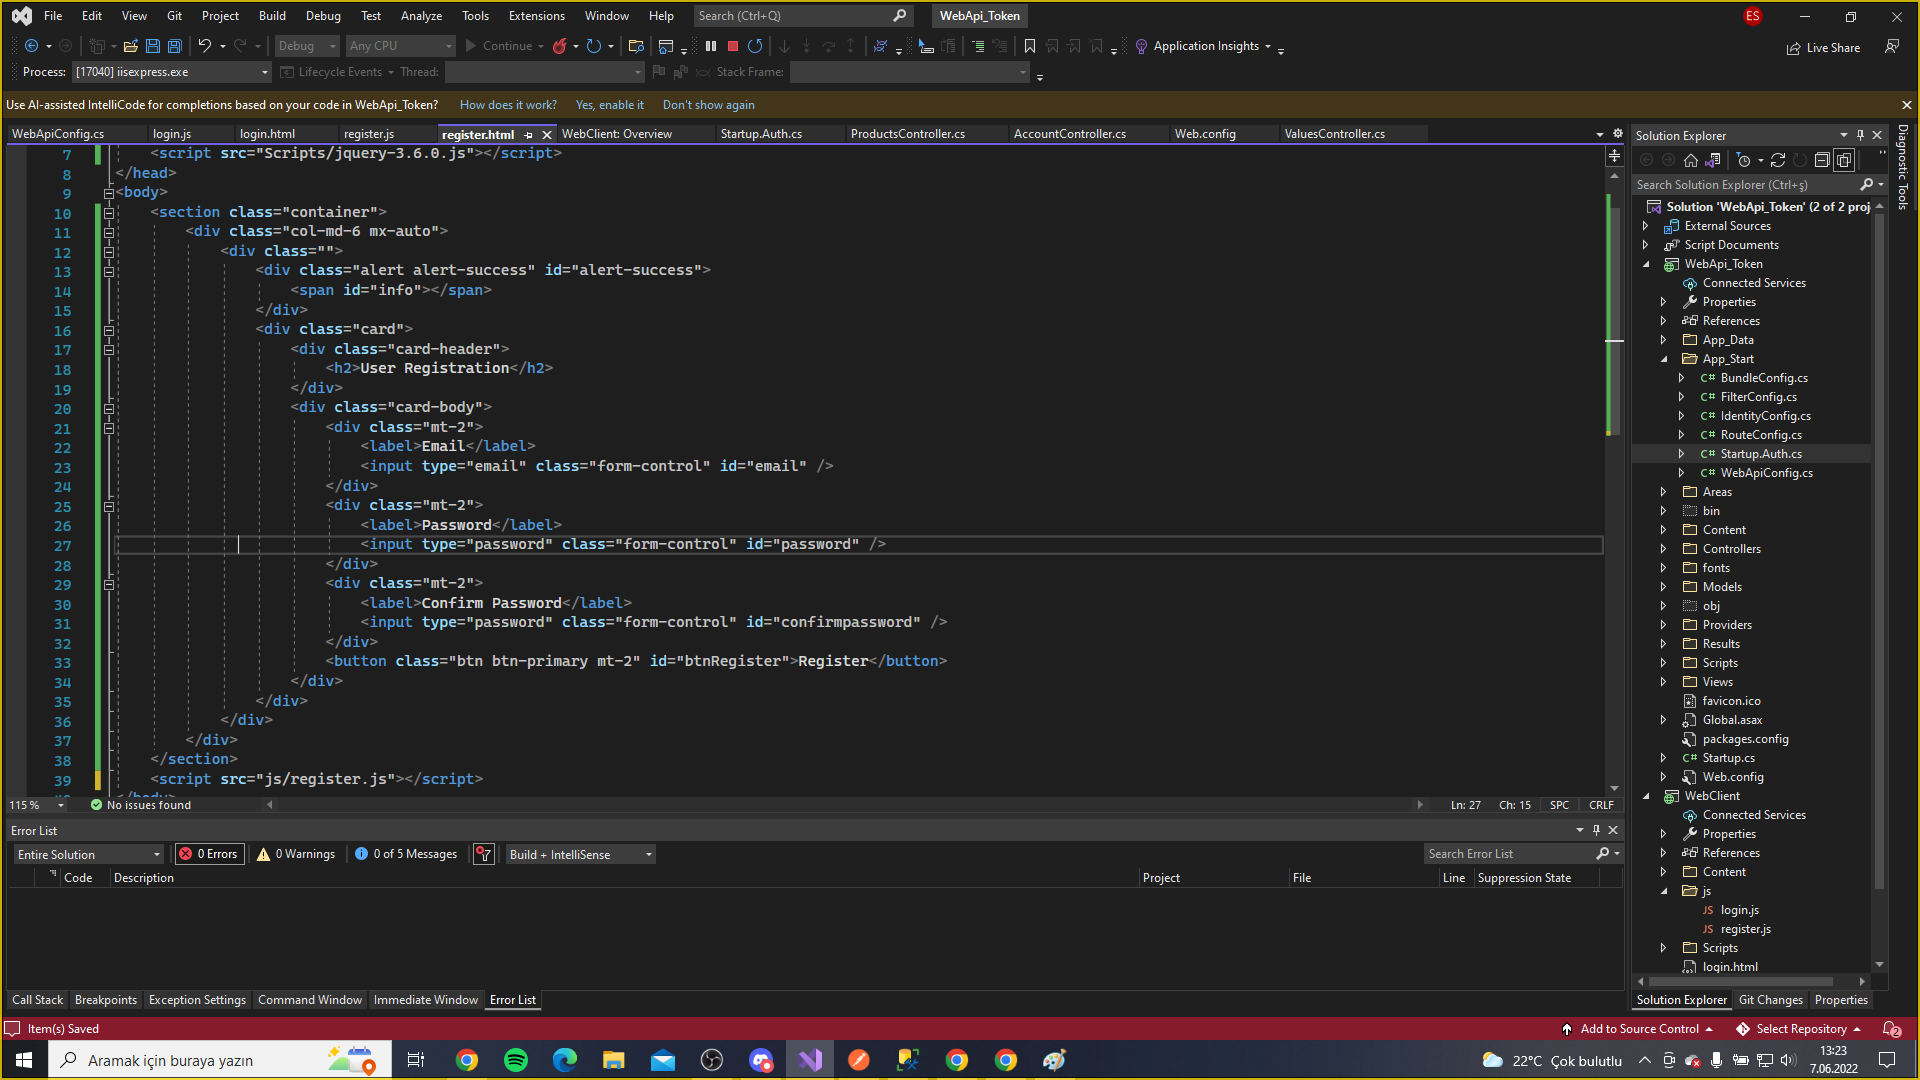 File Edit View Git Project Build Debug Test Analyze Tools Extensions Window Help Search (Ctrl+Q) WebApi_Token ES
Debug Any CPU Continue Application Insights Live Share
Process: [17040] iisexpress.exe Lifecycle Events Thread: Stack Frame:
Use AI-assisted IntelliCode for completions based on your code in WebApi_Token? How does it work? Yes, enable it Don't show again
WebApiConfig.cs login.js login.html register.js register.html WebClient: Overview Startup.Auth.cs ProductsController.cs AccountController.cs Web.config ValuesController.cs
7 <script src="Scripts/jquery-3.6.0.js"></script>
8 </head>
9 <body>
10 <section class="container">
11 <div class="col-md-6 mx-auto">
12 <div class="">
13 <div class="alert alert-success" id="alert-success">
14 <span id="info"></span>
15 </div>
16 <div class="card">
17 <div class="card-header">
18 <h2>User Registration</h2>
19 </div>
20 <div class="card-body">
21 <div class="mt-2">
22 <label>Email</label>
23 <input type="email" class="form-control" id="email" />
24 </div>
25 <div class="mt-2">
26 <label>Password</label>
27 <input type="password" class="form-control" id="password" />
28 </div>
29 <div class="mt-2">
30 <label>Confirm Password</label>
31 <input type="password" class="form-control" id="confirmpassword" />
32 </div>
33 <button class="btn btn-primary mt-2" id="btnRegister">Register</button>
34 </div>
35 </div>
36 </div>
37 </div>
38 </section>
39 <script src="js/register.js"></script>
115 % No issues found Ln: 27 Ch: 15 SPC CRLF
Error List
Entire Solution 0 Errors 0 Warnings 0 of 5 Messages Build + IntelliSense Search Error List
Code Description Project File Line Suppression State
Call Stack Breakpoints Exception Settings Command Window Immediate Window Error List
Solution Explorer
Search Solution Explorer (Ctrl+ş)
Solution 'WebApi_Token' (2 of 2 proj
External Sources
Script Documents
WebApi_Token
Connected Services
Properties
References
App_Data
App_Start
C# BundleConfig.cs
C# FilterConfig.cs
C# IdentityConfig.cs
C# RouteConfig.cs
C# Startup.Auth.cs
C# WebApiConfig.cs
Areas
bin
Content
Controllers
fonts
Models
obj
Providers
Results
Scripts
Views
favicon.ico
Global.asax
packages.config
C# Startup.cs
Web.config
WebClient
Connected Services
Properties
References
Content
js
JS login.js
JS register.js
Scripts
login.html
Solution Explorer Git Changes Properties
Diagnostic Tools
Item(s) Saved Add to Source Control Select Repository 2
Aramak için buraya yazın 22°C Çok bulutlu 13:23
7.06.2022